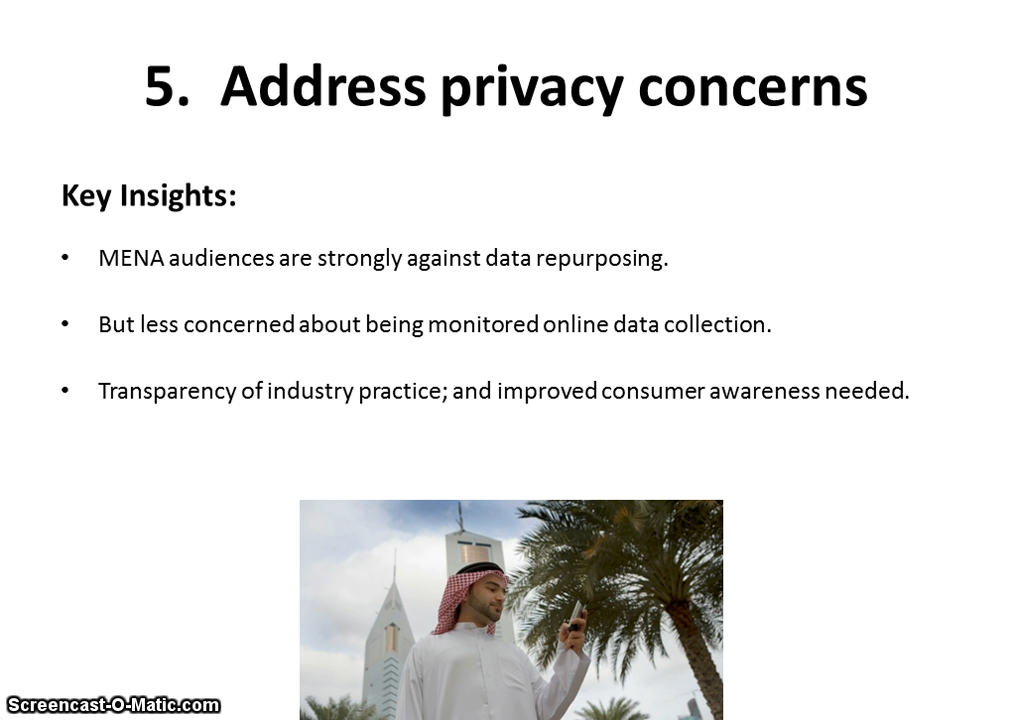 5. Address privacy concerns
Key Insights:
• MENA audiences are strongly against data repurposing.
• But less concerned about being monitored online data collection.
• Transparency of industry practice; and improved consumer awareness needed.
Screencast-O-Matic.com